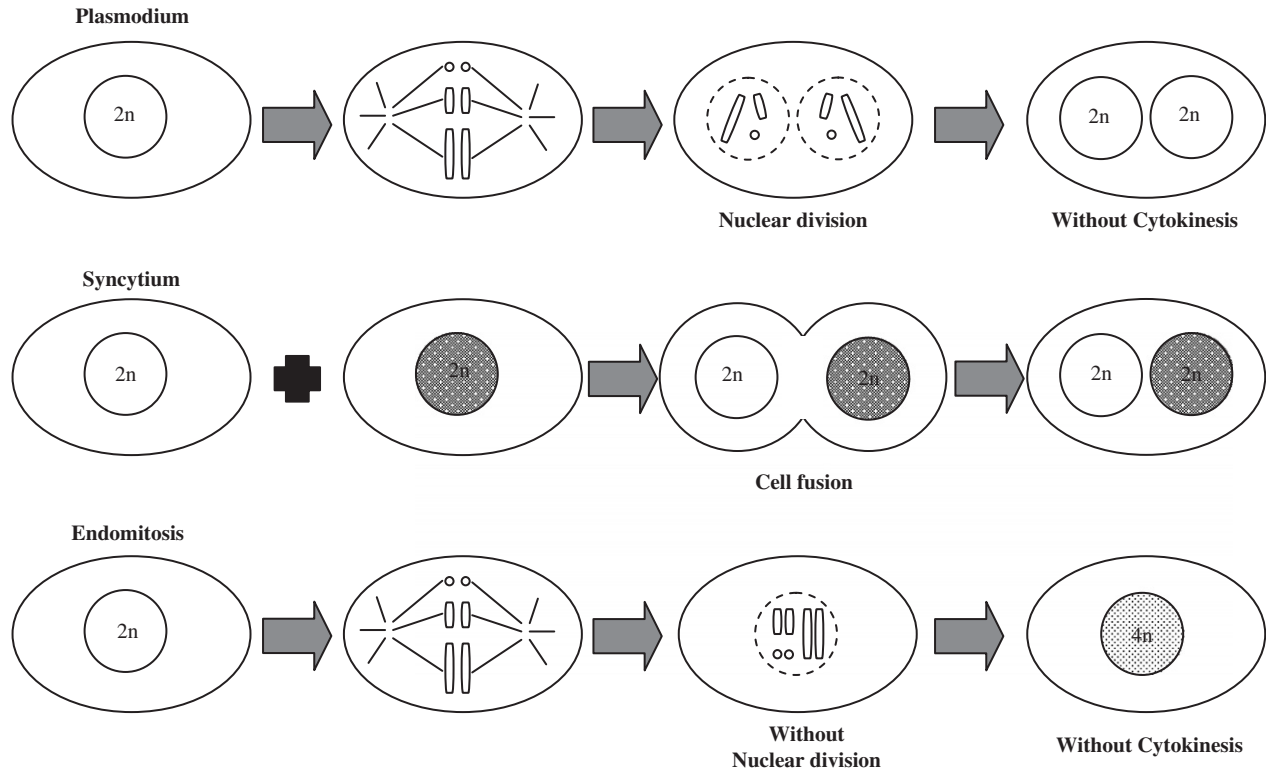 Plasmodium
2n
2n
2n
Nuclear division
Without Cytokinesis
Syncytium
2n
2n
2n
2n
2n
2n
Cell fusion
Endomitosis
2n
4n
Without
Nuclear division
Without Cytokinesis